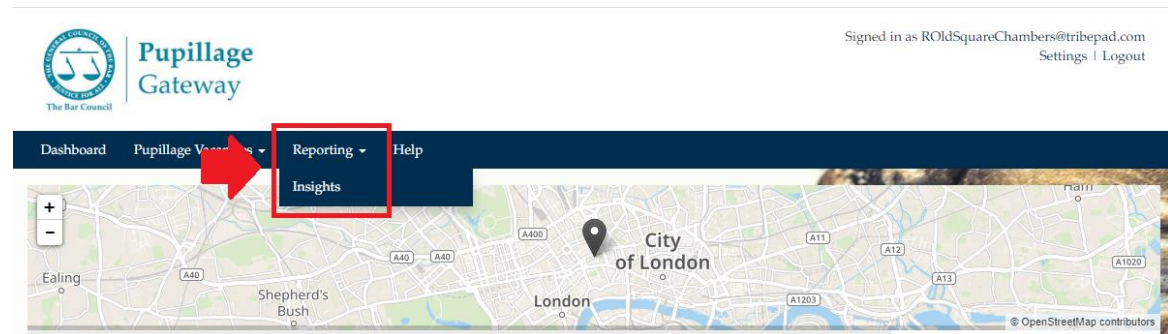 THE GENERAL COUNCIL OF THE BAR
JUSTICE FOR ALL
The Bar Council
Pupillage
Gateway
Signed in as ROldSquareChambers@tribepad.com
Settings | Logout
Dashboard
Pupillage
Reporting
Help
Insights
+
−
Ealing
A40
Shepherd's
Bush
A40
A40
A400
City
of London
London
A11
A12
A13
A1203
A1020
Ham
© OpenStreetMap contributors